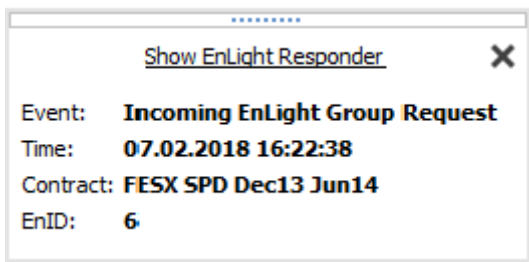 Show EnLight Responder
Event: Incoming EnLight Group Request
Time: 07.02.2018 16:22:38
Contract: FESX SPD Dec13 Jun14
EnID: 6